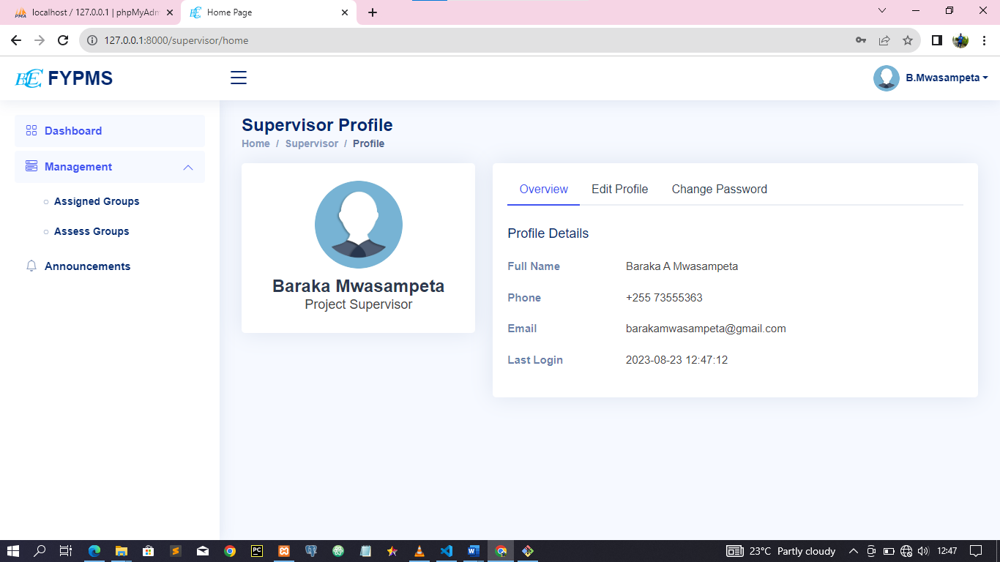 localhost / 127.0.0.1 | phpMyAdm
Home Page
127.0.0.1:8000/supervisor/home
FYPMS
B.Mwasampeta
Dashboard
Management
Assigned Groups
Assess Groups
Announcements
Supervisor Profile
Home / Supervisor / Profile
Baraka Mwasampeta
Project Supervisor
Overview Edit Profile Change Password
Profile Details
Full Name Baraka A Mwasampeta
Phone +255 73555363
Email barakamwasampeta@gmail.com
Last Login 2023-08-23 12:47:12
23°C Partly cloudy
12:47